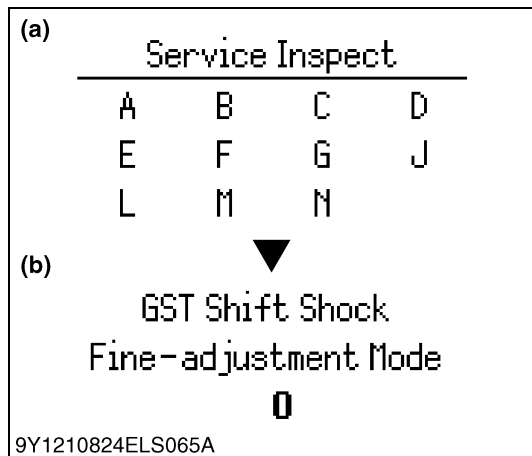 (a)
Service Inspect
A B C D
E F G J
L M N
(b)
GST Shift Shock
Fine-adjustment Mode
0
9Y1210824ELS065A